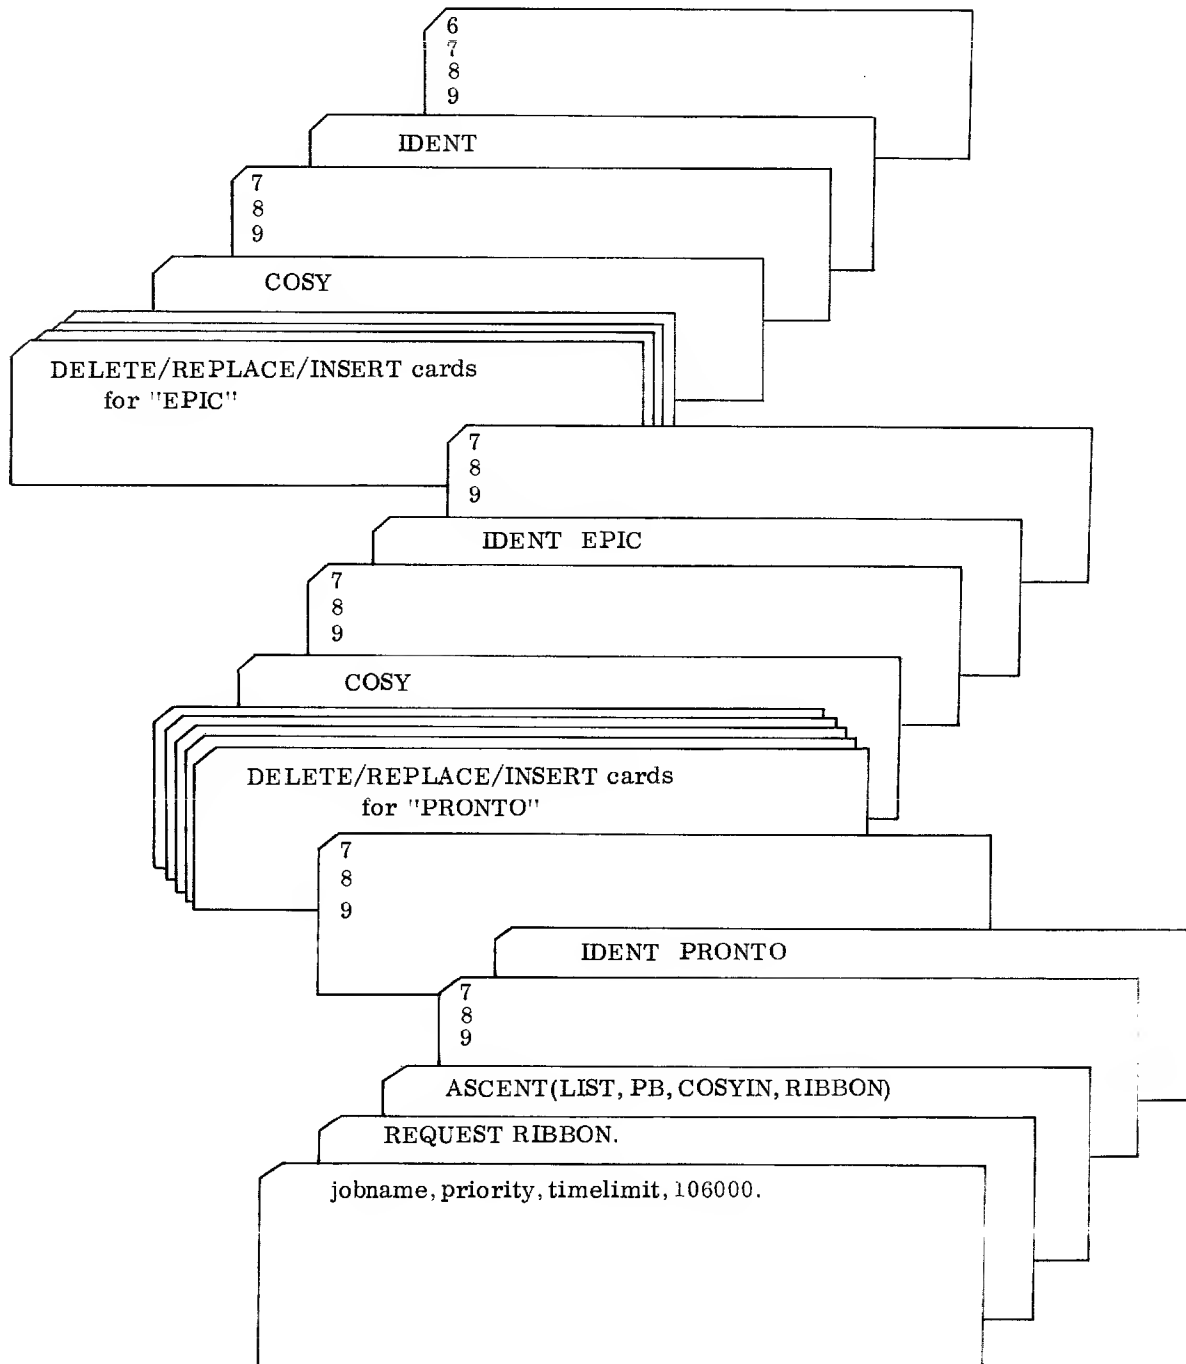 6
7
8
9
IDENT
7
8
9
COSY
DELETE/REPLACE/INSERT cards
for "EPIC"
7
8
9
IDENT EPIC
7
8
9
COSY
DELETE/REPLACE/INSERT cards
for "PRONTO"
7
8
9
IDENT PRONTO
7
8
9
ASCENT(LIST, PB, COSYIN, RIBBON)
REQUEST RIBBON.
jobname, priority, timelimit, 106000.